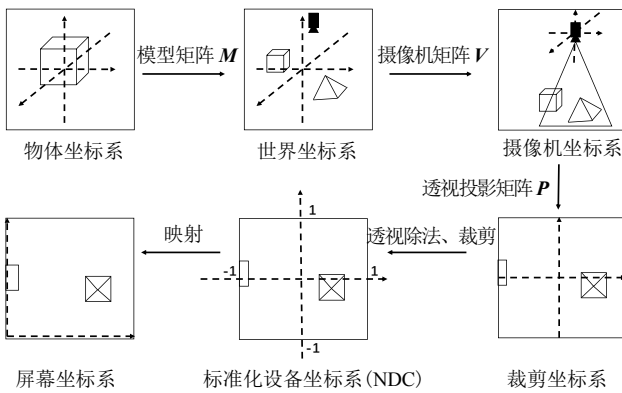 模型矩阵 M
摄像机矩阵 V
物体坐标系
世界坐标系
摄像机坐标系
透视投影矩阵 P
映射
透视除法、裁剪
1
-1
1
-1
屏幕坐标系
标准化设备坐标系(NDC)
裁剪坐标系